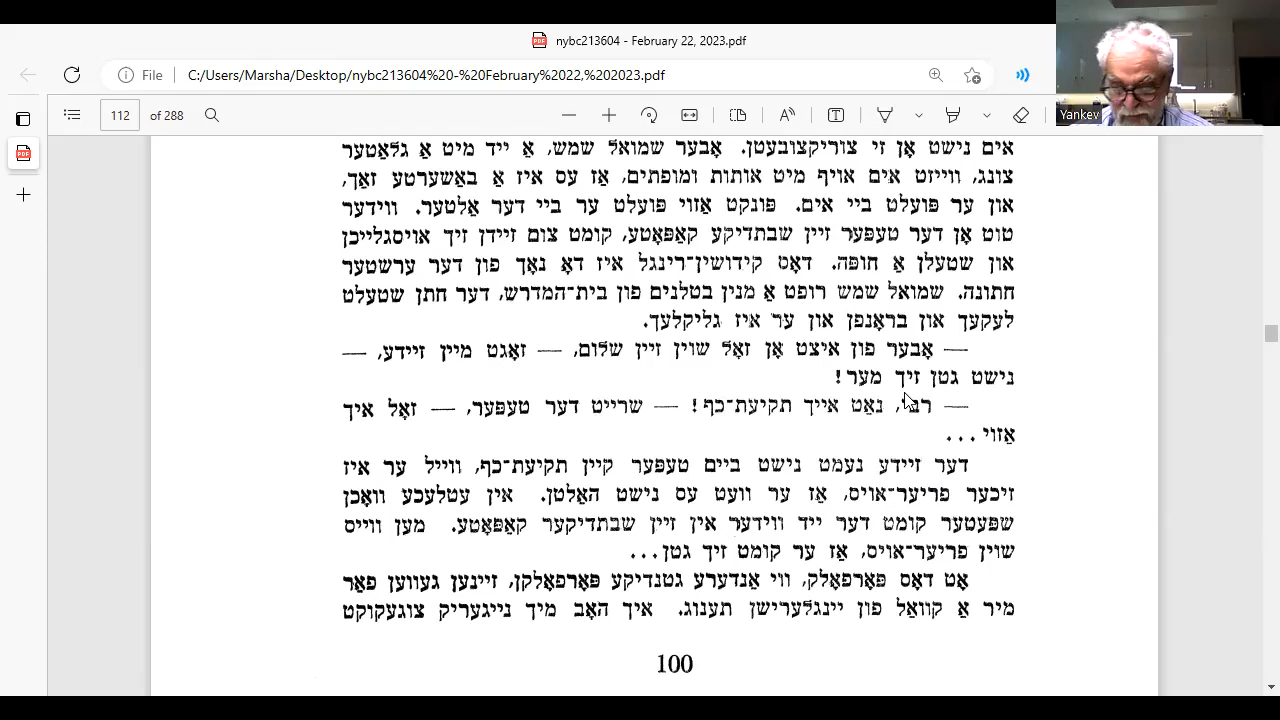 nybc213604 - February 22, 2023.pdf
File | C:/Users/Marsha/Desktop/nybc213604%20-%20February%2022,%202023.pdf
112 of 288
Yankev
אים נישט אָן זי צוריקצובעטן. אָבער שמואל שמש, אַ ייד מיט אַ גלאַטער
צונג, ווייזט אים אויף מיט אותות ומופתים, אַז עס איז אַ באַשערטע זאַך,
און ער פּועלט ביי אים. פּונקט אַזוי פּועלט ער ביי דער אַלטער. ווידער
טוט אָן דער טעפּער זיין שבתדיקע קאַפּאָטע, קומט צום זיידן זיך אויסגלייכן
און שטעלן אַ חופּה. דאָס קידושין־רינגל איז דאָ נאָך פון דער ערשטער
חתונה. שמואל שמש רופט אַ מנין בטלנים פון בית־המדרש, דער חתן שטעלט
לעקעך און בראָנפן און ער איז גליקלעך.
— אָבער פון איצט אָן זאָל שוין זיין שלום, — זאָגט מיין זיידע, —
נישט גטן זיך מער!
— רבי, נאַט אייך תקיעת־כף! — שרייט דער טעפּער, — זאָל איך
אַזוי...
דער זיידע נעמט נישט ביים טעפּער קיין תקיעת־כף, ווייל ער איז
זיכער פריער־אויס, אַז ער וועט עס נישט האַלטן. אין עטלעכע וואָכן
שפּעטער קומט דער ייד ווידער אין זיין שבתדיקער קאַפּאָטע. מען ווייס
שוין פריער־אויס, אַז ער קומט זיך גטן...
אָט דאָס פּאָרפאָלק, ווי אַנדערע גטנדיקע פּאָרפאָלקן, זיינען געווען פאַר
מיר אַ קוואַל פון יינגלערישן תענוג. איך האָב מיך נייגעריק צוגעקוקט
100